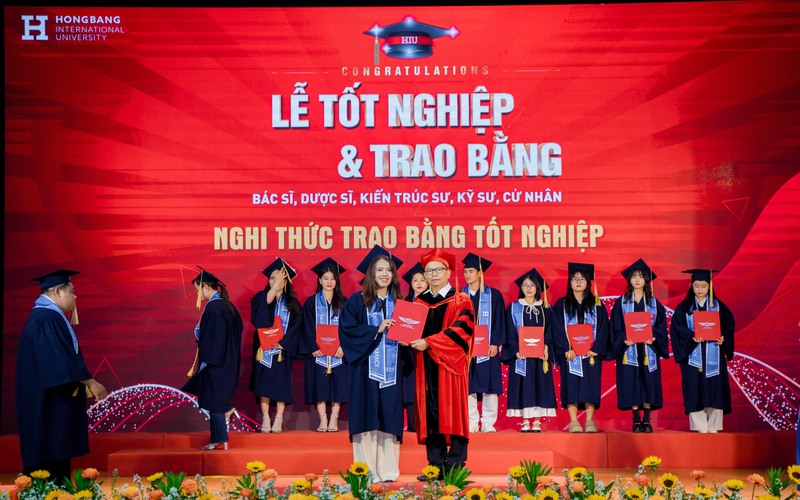 HONGBANG
INTERNATIONAL
UNIVERSITY
HIU
CONGRATULATIONS
LỄ TỐT NGHIỆP
& TRAO BẰNG
BÁC SĨ, DƯỢC SĨ, KIẾN TRÚC SƯ, KỸ SƯ, CỬ NHÂN
NGHI THỨC TRAO BẰNG TỐT NGHIỆP